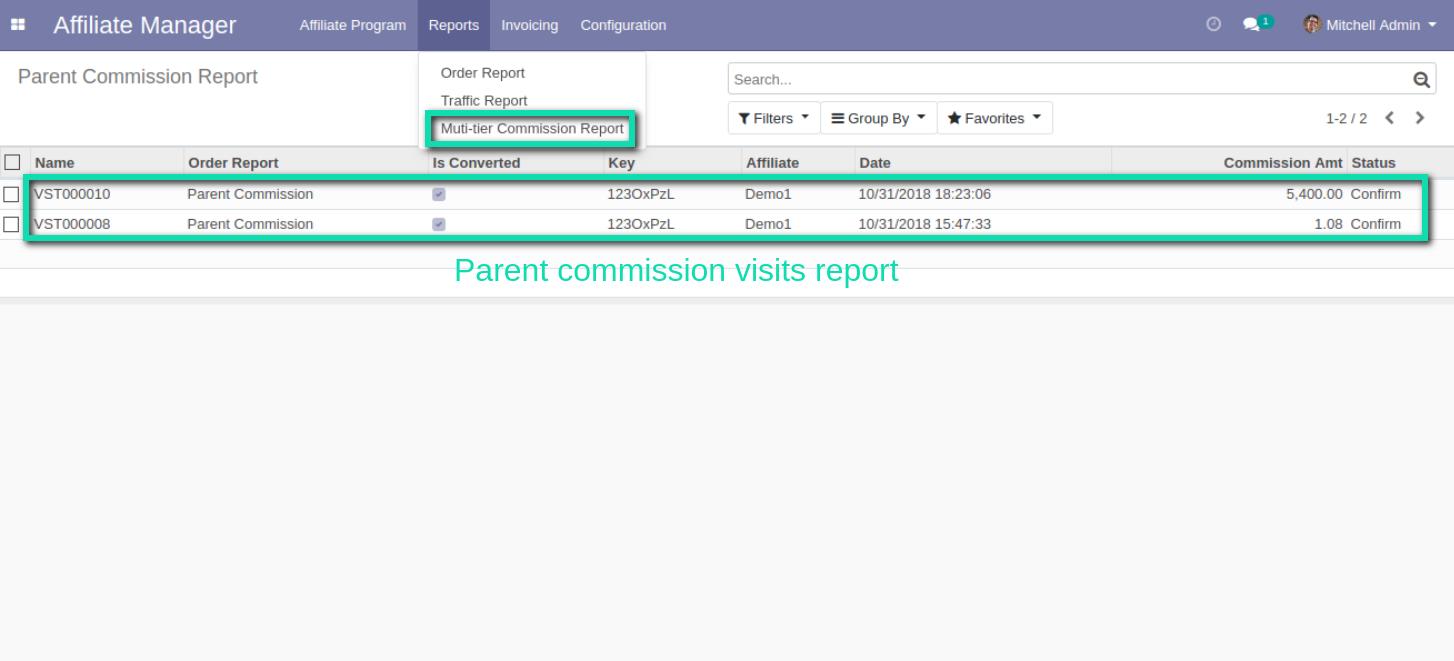 Affiliate Manager Affiliate Program Reports Invoicing Configuration 1 Mitchell Admin
Parent Commission Report
Order Report
Traffic Report
Muti-tier Commission Report
Search...
Filters Group By Favorites 1-2 / 2
Name Order Report Is Converted Key Affiliate Date Commission Amt Status
VST000010 Parent Commission 123OxPzL Demo1 10/31/2018 18:23:06 5,400.00 Confirm
VST000008 Parent Commission 123OxPzL Demo1 10/31/2018 15:47:33 1.08 Confirm
Parent commission visits report